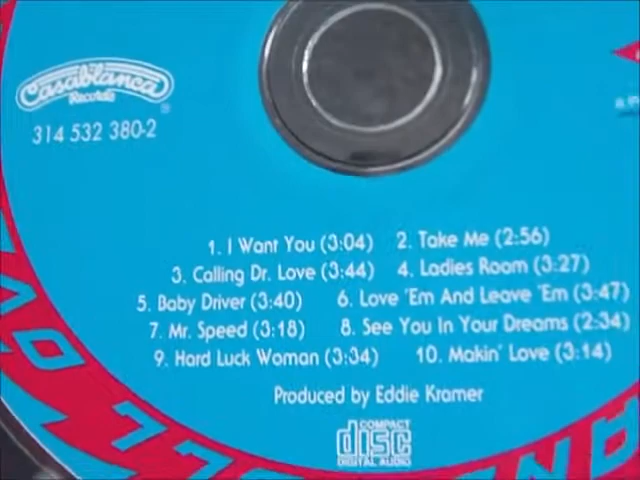 Casablanca
Records
314 532 380-2
1. I Want You (3:04) 2. Take Me (2:56)
3. Calling Dr. Love (3:44) 4. Ladies Room (3:27)
5. Baby Driver (3:40) 6. Love 'Em And Leave 'Em (3:47)
7. Mr. Speed (3:18) 8. See You In Your Dreams (2:34)
9. Hard Luck Woman (3:34) 10. Makin' Love (3:14)
Produced by Eddie Kramer
COMPACT
disc
DIGITAL AUDIO